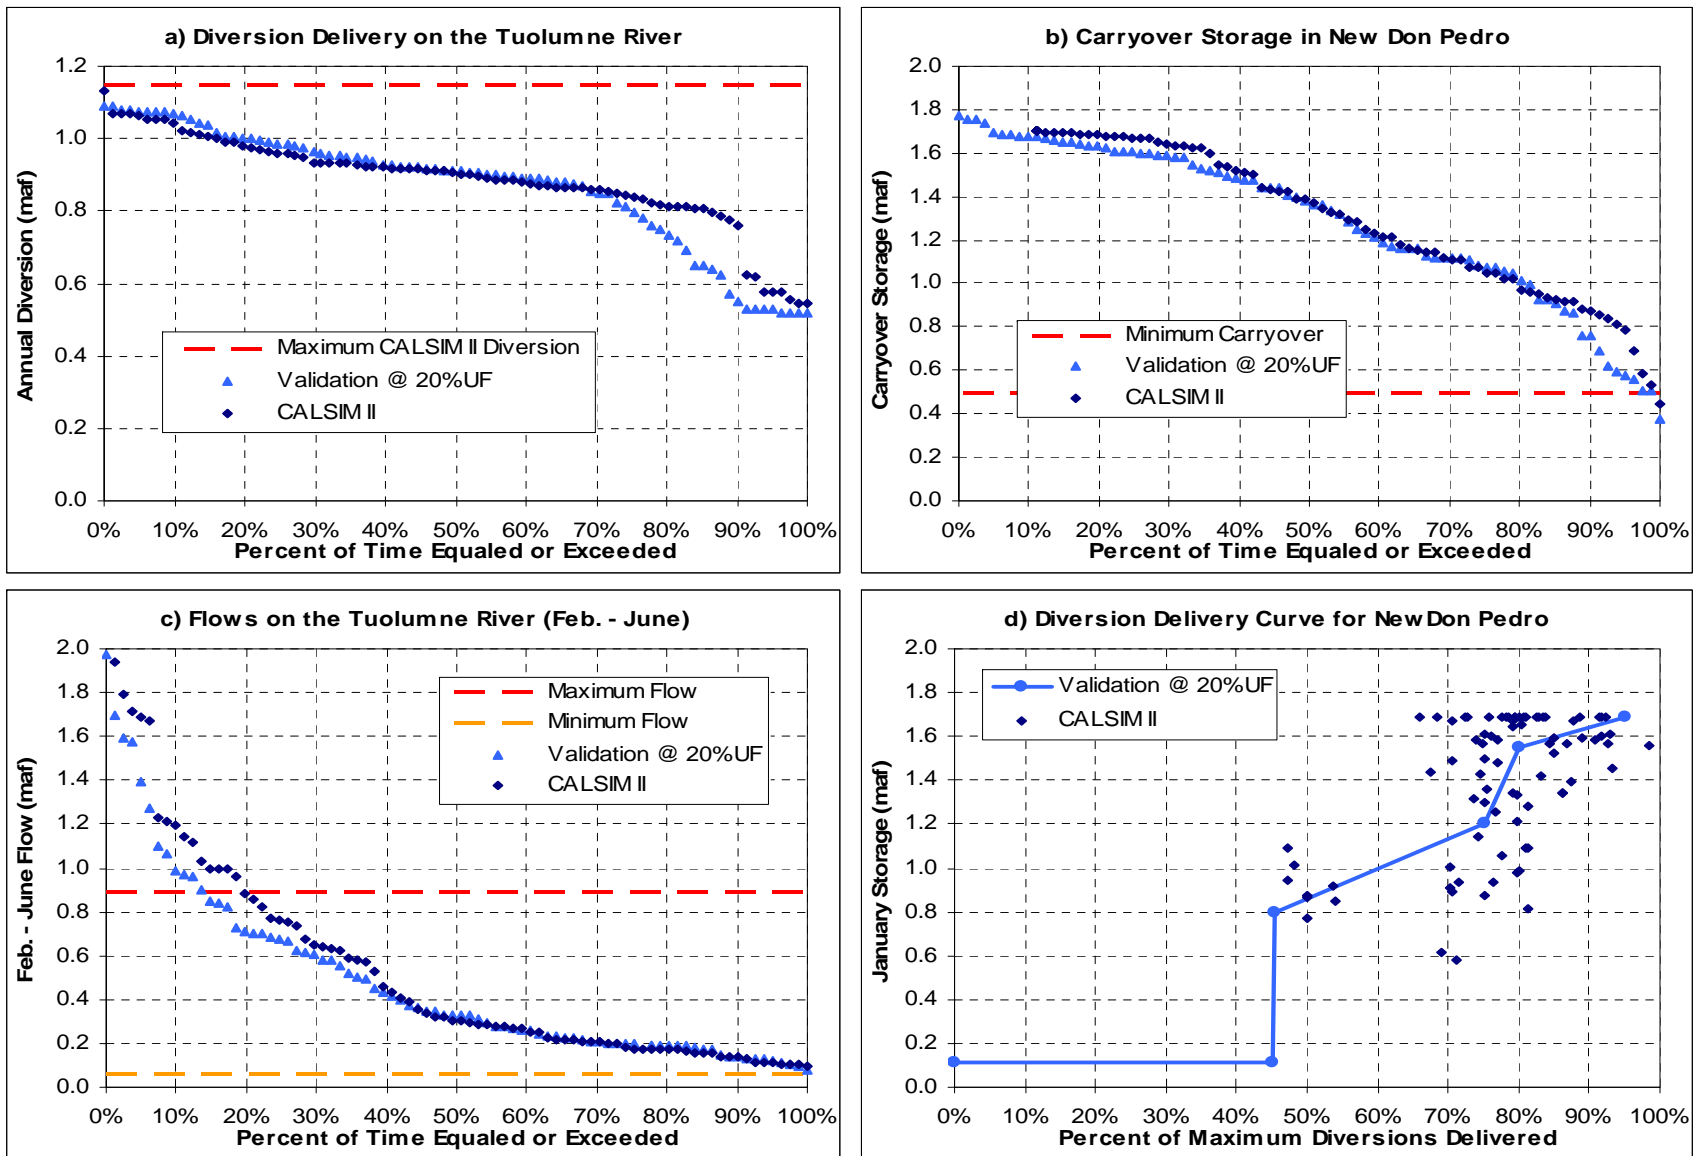 a) Diversion Delivery on the Tuolumne River
1.2
1.0
0.8
0.6
0.4
0.2
0.0
Annual Diversion (maf)
Maximum CALSIM II Diversion
Validation @ 20%UF
CALSIM II
0% 10% 20% 30% 40% 50% 60% 70% 80% 90% 100%
Percent of Time Equaled or Exceeded
b) Carryover Storage in New Don Pedro
2.0
1.8
1.6
1.4
1.2
1.0
0.8
0.6
0.4
0.2
0.0
Carryover Storage (maf)
Minimum Carryover
Validation @ 20%UF
CALSIM II
0% 10% 20% 30% 40% 50% 60% 70% 80% 90% 100%
Percent of Time Equaled or Exceeded
c) Flows on the Tuolumne River (Feb. - June)
2.0
1.8
1.6
1.4
1.2
1.0
0.8
0.6
0.4
0.2
0.0
Feb. - June Flow (maf)
Maximum Flow
Minimum Flow
Validation @ 20%UF
CALSIM II
0% 10% 20% 30% 40% 50% 60% 70% 80% 90% 100%
Percent of Time Equaled or Exceeded
d) Diversion Delivery Curve for New Don Pedro
2.0
1.8
1.6
1.4
1.2
1.0
0.8
0.6
0.4
0.2
0.0
January Storage (maf)
Validation @ 20%UF
CALSIM II
0% 10% 20% 30% 40% 50% 60% 70% 80% 90% 100%
Percent of Maximum Diversions Delivered